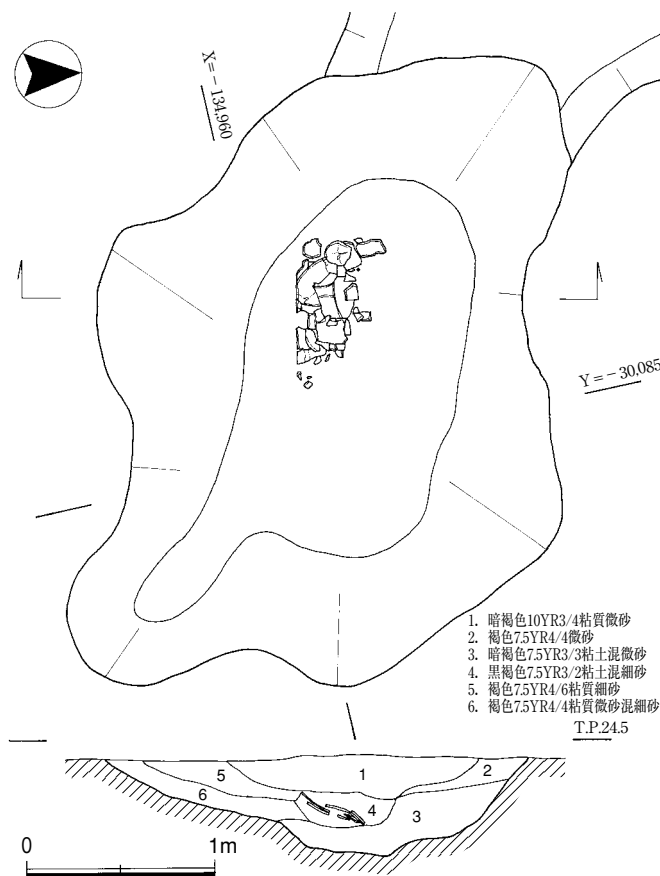 X=－134,960
Y=－30,085
1. 暗褐色10YR3/4粘質微砂
2. 褐色7.5YR4/4微砂
3. 暗褐色7.5YR3/3粘土混微砂
4. 黒褐色7.5YR3/2粘土混細砂
5. 褐色7.5YR4/6粘質細砂
6. 褐色7.5YR4/4粘質微砂混細砂
T.P.24.5
5 1 2
6 4 3
0 1m